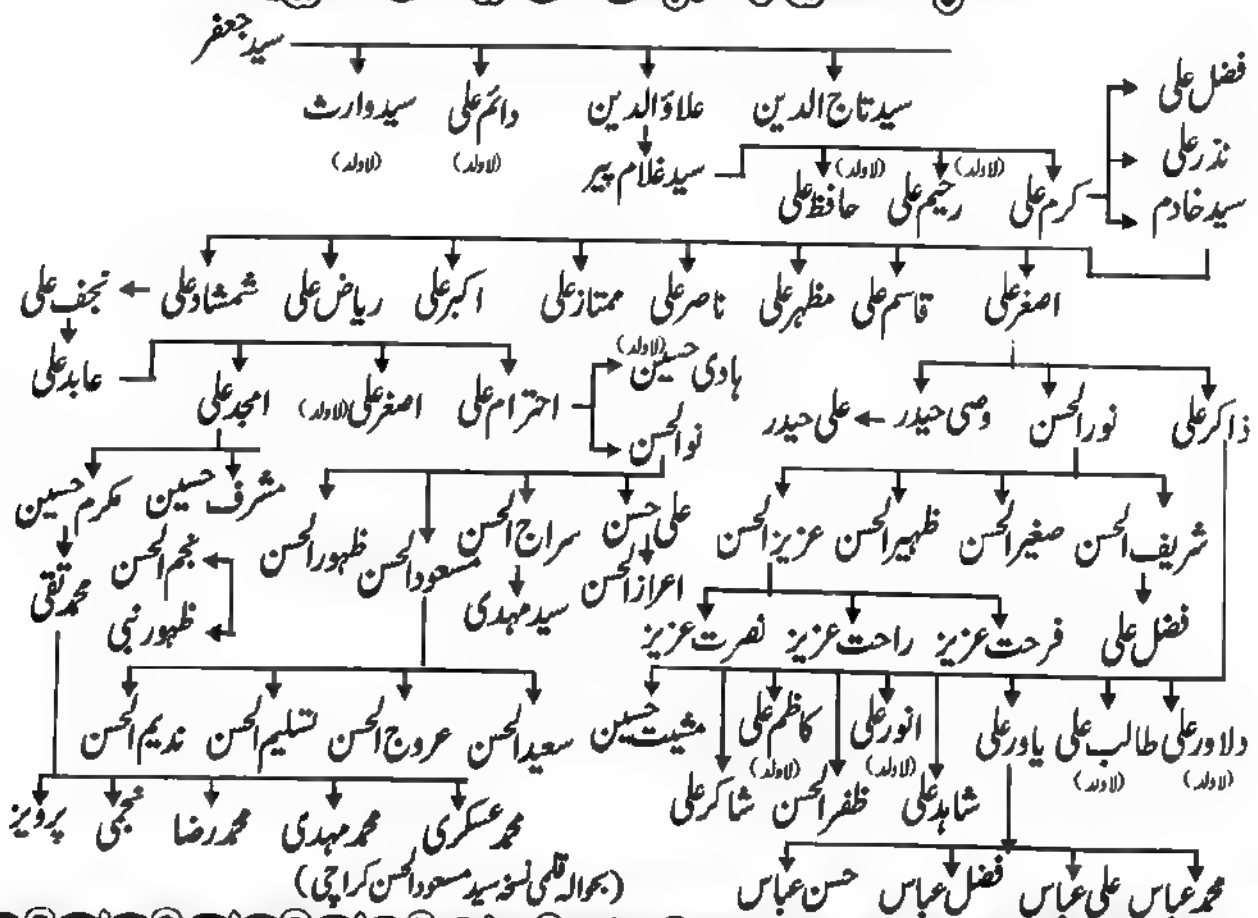 سید جعفر
سید تاج الدین علاؤ الدین دائم علی سید وارث
(لاولد) (لاولد)
فضل علی
نذر علی
سید خادم
سید غلام پیر
کرم علی رحیم علی (لاولد) حافظ علی (لاولد)
اصغر علی قاسم علی مظہر علی ناصر علی ممتاز علی اکبر علی ریاض علی شمشاد علی نجف علی
عابد علی
احترام علی اصغر علی (لاولد) امجد علی
ہادی حسین (لاولد)
نوالحسن
ذاکر علی نور الحسن وصی حیدر علی حیدر
مشرف حسین مکرم حسین
نجم الحسن
ظہور نبی
محمد تقی
علی حسن سراج الحسن مسعود الحسن ظہور الحسن
اعزاز الحسن
سید مہدی
شریف الحسن صغیر الحسن ظہیر الحسن عزیز الحسن
فضل علی
فرحت عزیز راحت عزیز نصرت عزیز
سعید الحسن عروج الحسن تسلیم الحسن ندیم الحسن
دلاور علی طالب علی یاور علی انور علی کاظم علی مشیت حسین
(لاولد) (لاولد) (لاولد) (لاولد)
شاہد علی ظفر الحسن شاکر علی
محمد عسکری محمد مہدی محمد رضا نجمی پرویز
محمد عباس علی عباس فضل عباس حسن عباس
(بحوالہ قلمی نسخہ سید مسعود الحسن کراچی)